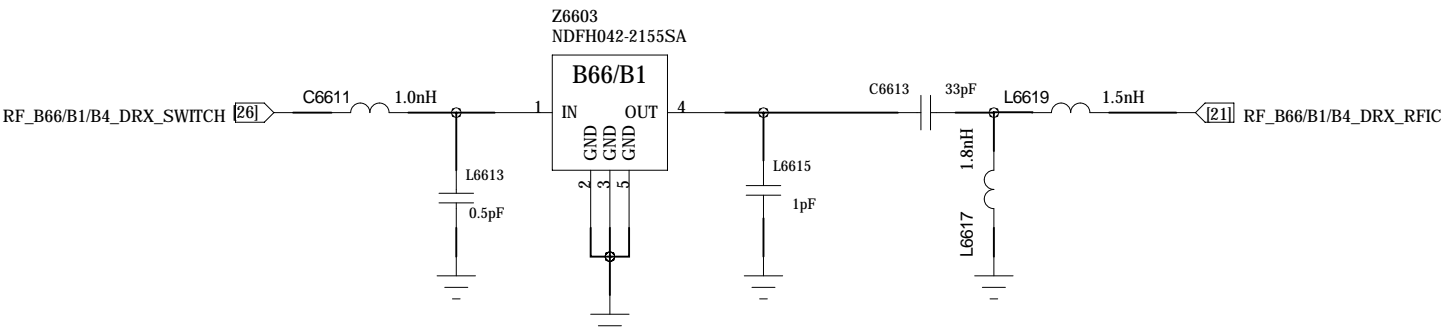 Z6603
NDFH042-2155SA
B66/B1
C6611
1.0nH
RF_B66/B1/B4_DRX_SWITCH
[26]
1
IN
OUT
4
C6613
33pF
L6619
1.5nH
[21]
RF_B66/B1/B4_DRX_RFIC
GND
GND
GND
2
3
5
L6613
0.5pF
L6615
1pF
1.8nH
L6617